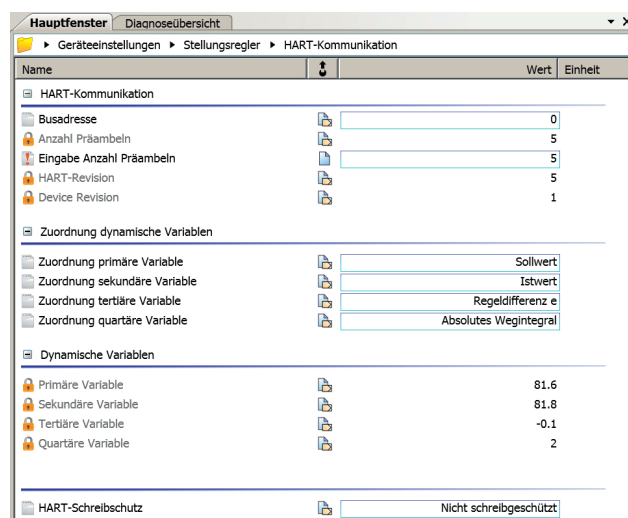 Hauptfenster Diagnoseübersicht
Geräteeinstellungen Stellungsregler HART-Kommunikation
Name Wert Einheit
HART-Kommunikation
Busadresse 0
Anzahl Präambeln 5
Eingabe Anzahl Präambeln 5
HART-Revision 5
Device Revision 1
Zuordnung dynamische Variablen
Zuordnung primäre Variable Sollwert
Zuordnung sekundäre Variable Istwert
Zuordnung tertiäre Variable Regeldifferenz e
Zuordnung quartäre Variable Absolutes Wegintegral
Dynamische Variablen
Primäre Variable 81.6
Sekundäre Variable 81.8
Tertiäre Variable -0.1
Quartäre Variable 2
HART-Schreibschutz Nicht schreibgeschützt